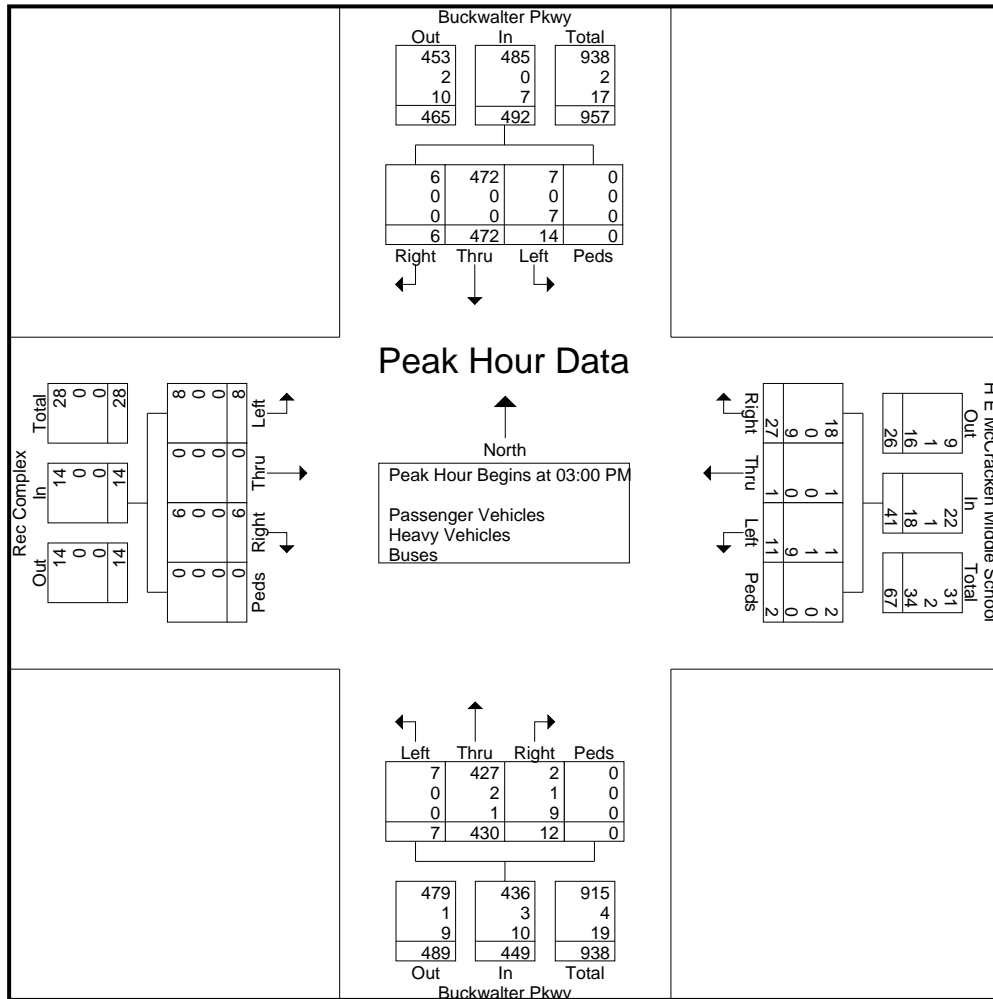 Buckwalter Pkwy
Out In Total
453 485 938
2 0 2
10 7 17
465 492 957
6 472 7 0
0 0 0 0
0 0 7 0
6 472 14 0
Right Thru Left Peds
Peak Hour Data
North
Peak Hour Begins at 03:00 PM
Passenger Vehicles
Heavy Vehicles
Buses
Rec Complex
Total In Out
28 14 14
0 0 0
0 0 0
28 14 14
8 0 6 0
0 0 0 0
0 0 0 0
8 0 6 0
Left Thru Right Peds
H E McCracken Middle School
Out In Total
9 22 31
1 1 2
16 18 34
26 41 67
18 1 1 2
0 0 1 0
9 0 9 0
27 1 11 2
Right Thru Left Peds
Left Thru Right Peds
7 427 2 0
0 2 1 0
0 1 9 0
7 430 12 0
479 436 915
1 3 4
9 10 19
489 449 938
Out In Total
Buckwalter Pkwy